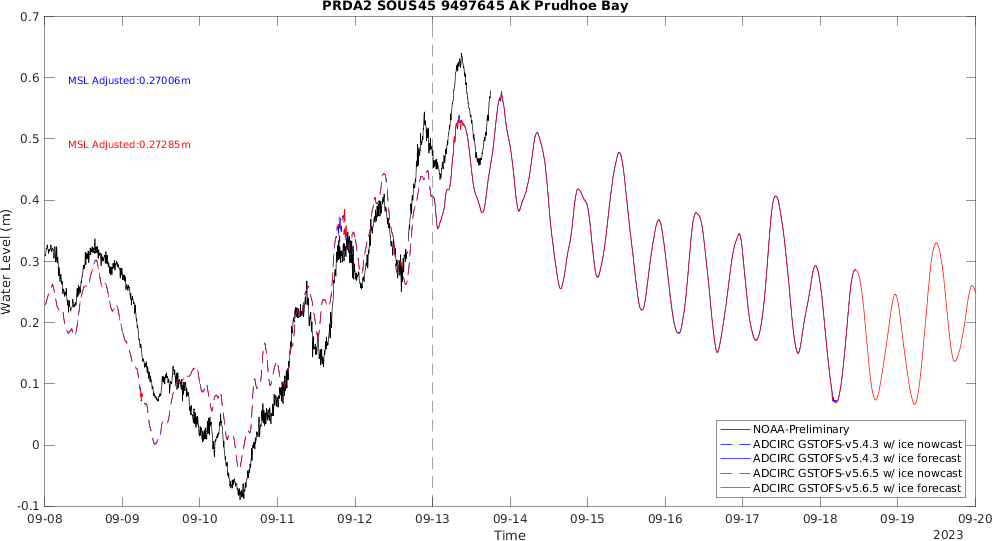 PRDA2 SOUS45 9497645 AK Prudhoe Bay
0.7
0.6
0.5
0.4
0.3
0.2
0.1
0
-0.1
Water Level (m)
MSL Adjusted:0.27006m
MSL Adjusted:0.27285m
NOAA-Preliminary
ADCIRC GSTOFS-v5.4.3 w/ ice nowcast
ADCIRC GSTOFS-v5.4.3 w/ ice forecast
ADCIRC GSTOFS-v5.6.5 w/ ice nowcast
ADCIRC GSTOFS-v5.6.5 w/ ice forecast
09-08 09-09 09-10 09-11 09-12 09-13 09-14 09-15 09-16 09-17 09-18 09-19 09-20
Time
2023